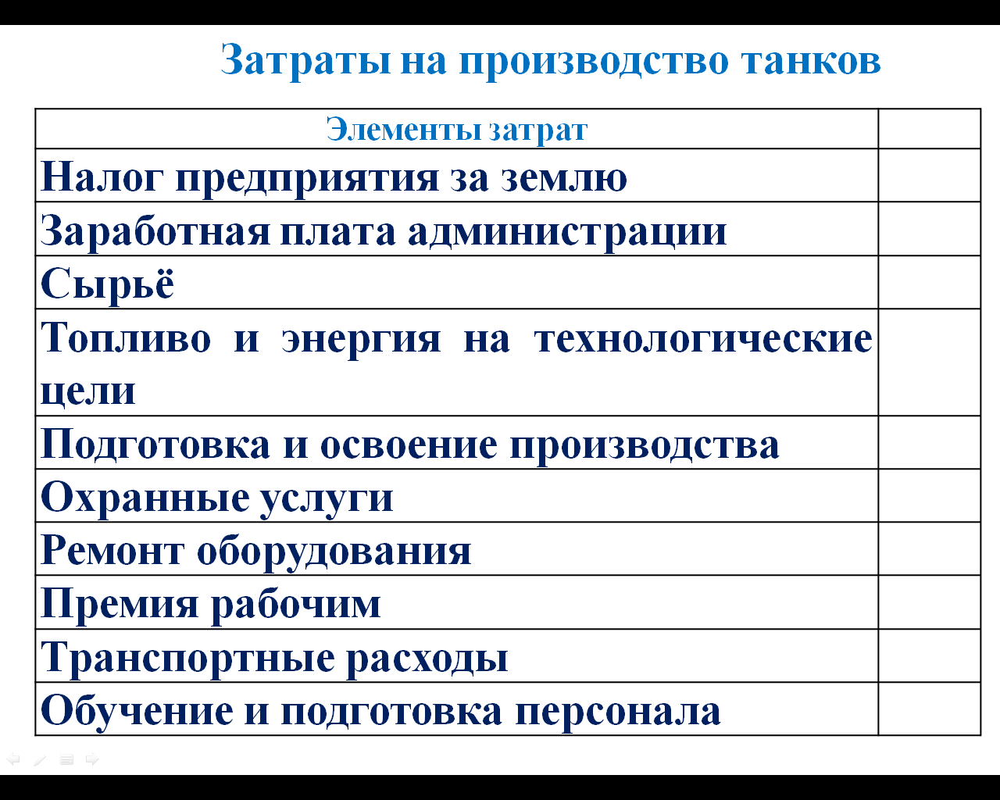 Затраты на производство танков
Элементы затрат
Налог предприятия за землю
Заработная плата администрации
Сырьё
Топливо и энергия на технологические
цели
Подготовка и освоение производства
Охранные услуги
Ремонт оборудования
Премия рабочим
Транспортные расходы
Обучение и подготовка персонала